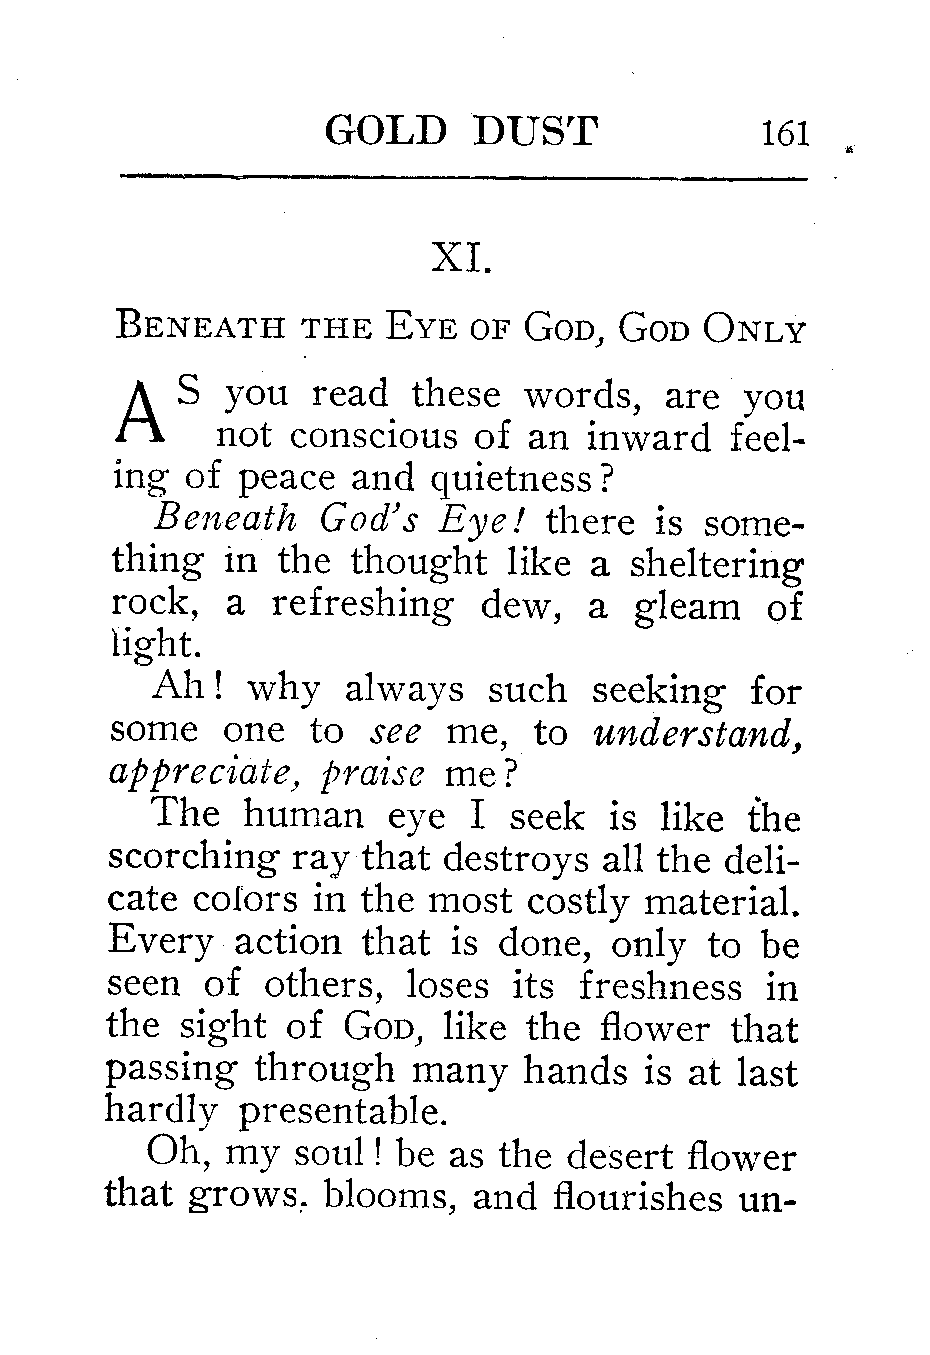 GOLD DUST 161
XI.
BENEATH THE EYE OF GOD, GOD ONLY
AS you read these words, are you
not conscious of an inward feel-
ing of peace and quietness?
Beneath God's Eye! there is some-
thing in the thought like a sheltering
rock, a refreshing dew, a gleam of
light.
Ah! why always such seeking for
some one to see me, to understand,
appreciate, praise me?
The human eye I seek is like the
scorching ray that destroys all the deli-
cate colors in the most costly material.
Every action that is done, only to be
seen of others, loses its freshness in
the sight of GOD, like the flower that
passing through many hands is at last
hardly presentable.
Oh, my soul! be as the desert flower
that grows, blooms, and flourishes un-